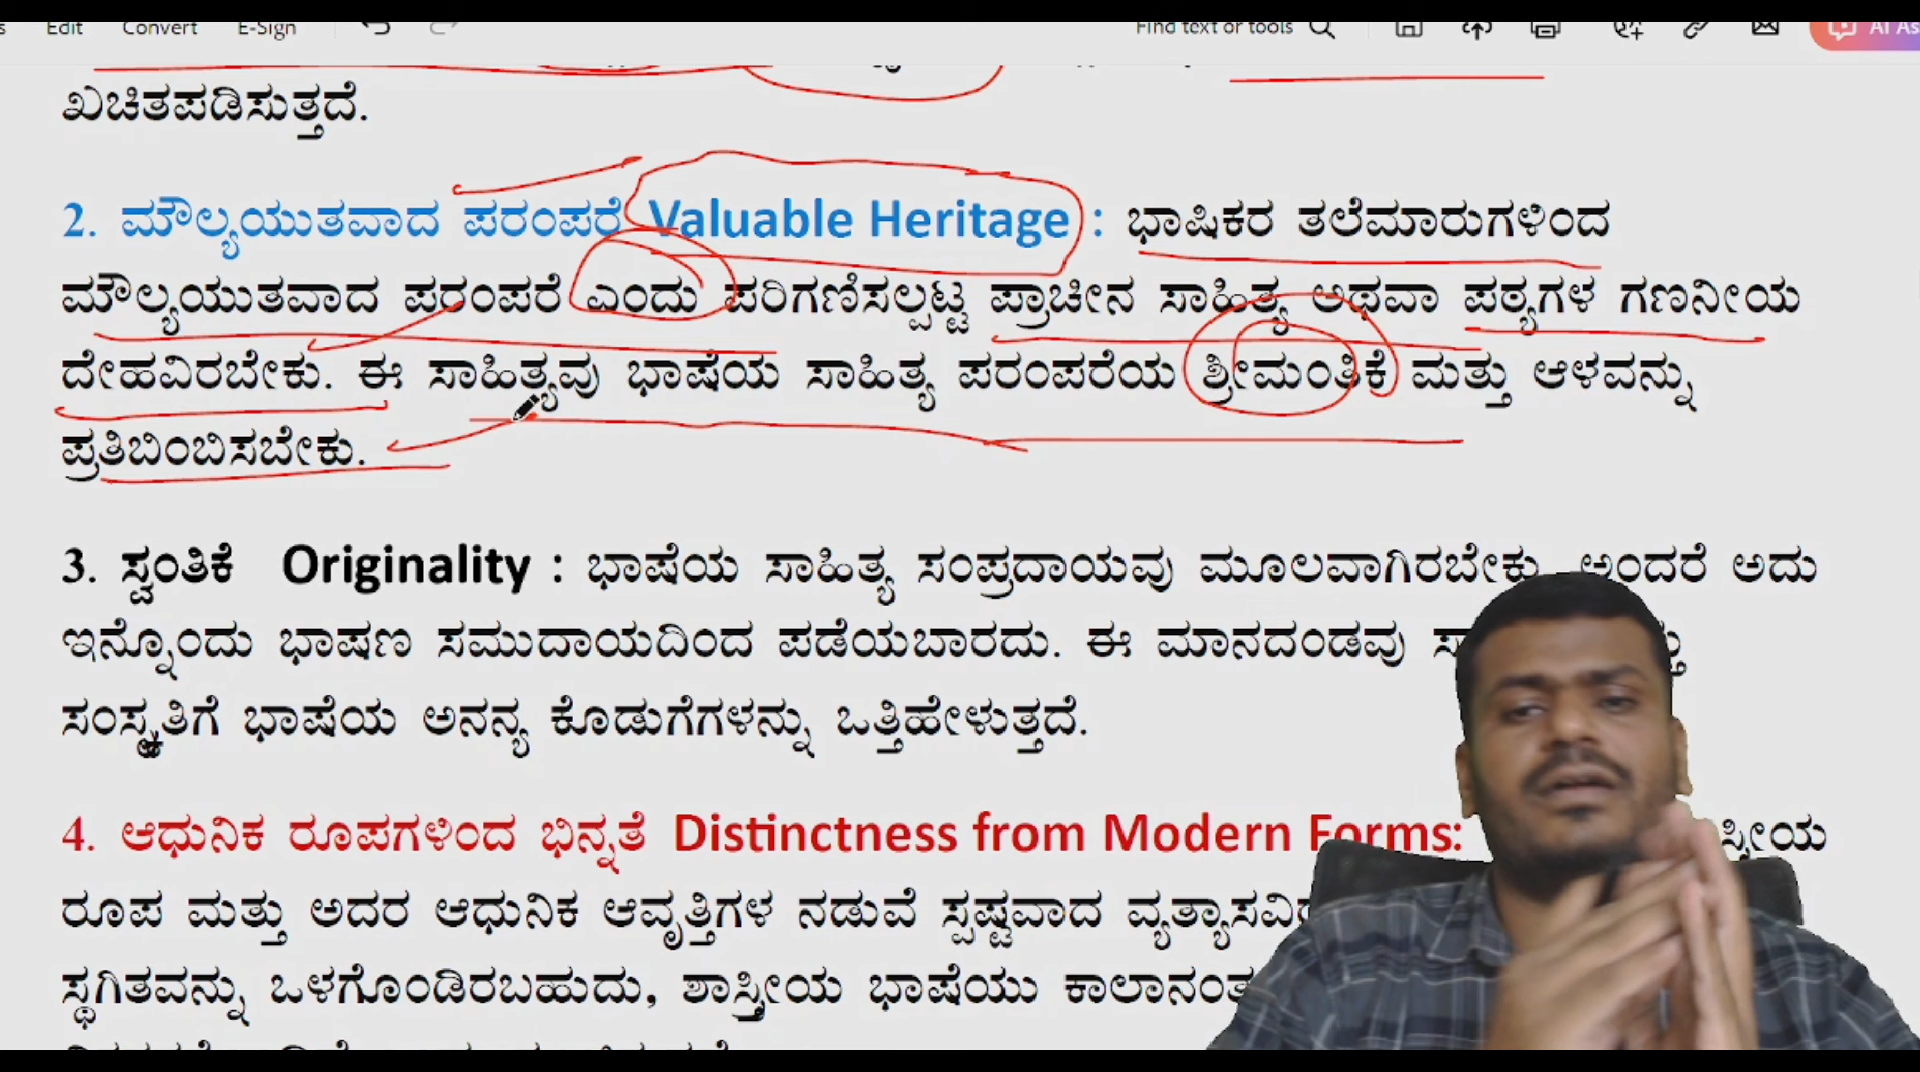 Edit Convert E-Sign Find text or tools
ಖಚಿತಪಡಿಸುತ್ತದೆ.
2. ಮೌಲ್ಯಯುತವಾದ ಪರಂಪರೆ Valuable Heritage : ಭಾಷಿಕರ ತಲೆಮಾರುಗಳಿಂದ
ಮೌಲ್ಯಯುತವಾದ ಪರಂಪರೆ ಎಂದು ಪರಿಗಣಿಸಲ್ಪಟ್ಟ ಪ್ರಾಚೀನ ಸಾಹಿತ್ಯ ಅಥವಾ ಪಠ್ಯಗಳ ಗಣನೀಯ
ದೇಹವಿರಬೇಕು. ಈ ಸಾಹಿತ್ಯವು ಭಾಷೆಯ ಸಾಹಿತ್ಯ ಪರಂಪರೆಯ ಶ್ರೀಮಂತಿಕೆ ಮತ್ತು ಆಳವನ್ನು
ಪ್ರತಿಬಿಂಬಿಸಬೇಕು.
3. ಸ್ವಂತಿಕೆ Originality : ಭಾಷೆಯ ಸಾಹಿತ್ಯ ಸಂಪ್ರದಾಯವು ಮೂಲವಾಗಿರಬೇಕು, ಅಂದರೆ ಅದು
ಇನ್ನೊಂದು ಭಾಷಣ ಸಮುದಾಯದಿಂದ ಪಡೆಯಬಾರದು. ಈ ಮಾನದಂಡವು
ಸಂಸ್ಕೃತಿಗೆ ಭಾಷೆಯ ಅನನ್ಯ ಕೊಡುಗೆಗಳನ್ನು ಒತ್ತಿಹೇಳುತ್ತದೆ.
4. ಆಧುನಿಕ ರೂಪಗಳಿಂದ ಭಿನ್ನತೆ Distinctness from Modern Forms:
ರೂಪ ಮತ್ತು ಅದರ ಆಧುನಿಕ ಆವೃತ್ತಿಗಳ ನಡುವೆ ಸ್ಪಷ್ಟವಾದ
ಸ್ಥಗಿತವನ್ನು ಒಳಗೊಂಡಿರಬಹುದು, ಶಾಸ್ತ್ರೀಯ ಭಾಷೆಯು